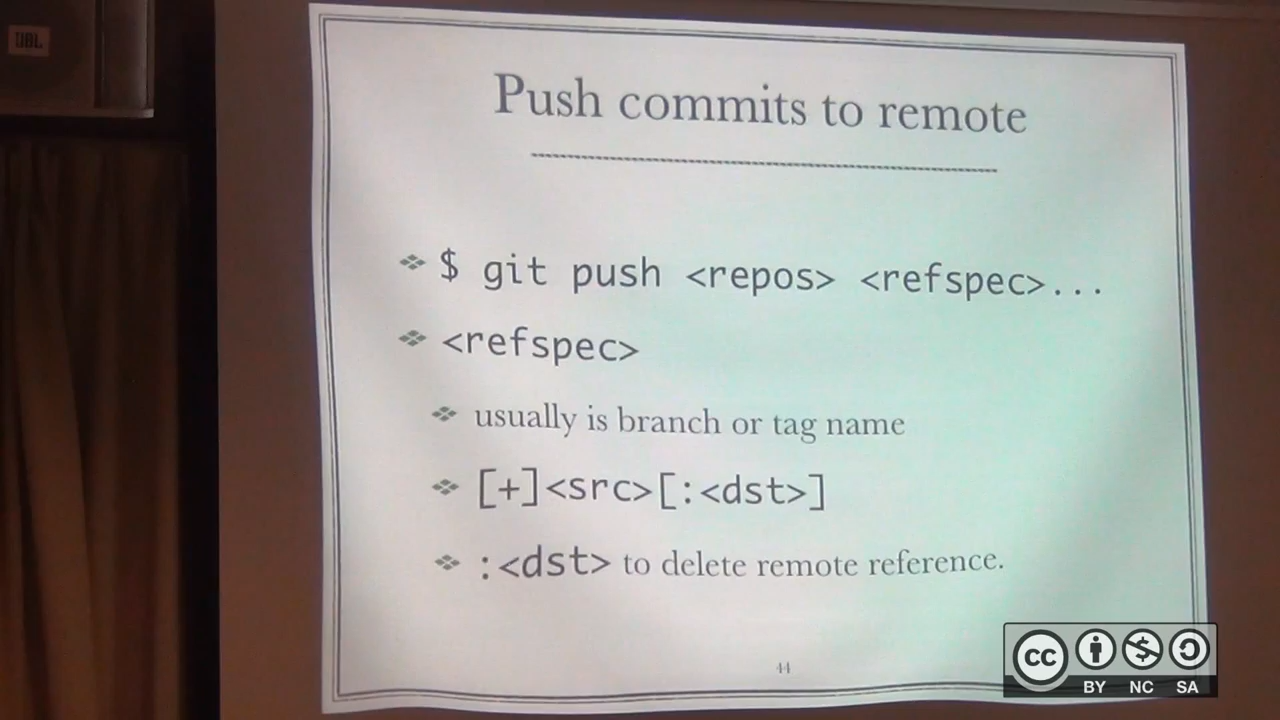 JBL
Push commits to remote
$ git push <repos> <refspec>...
<refspec>
usually is branch or tag name
[+]<src>[:<dst>]
:<dst> to delete remote reference.
44
cc
BY NC SA